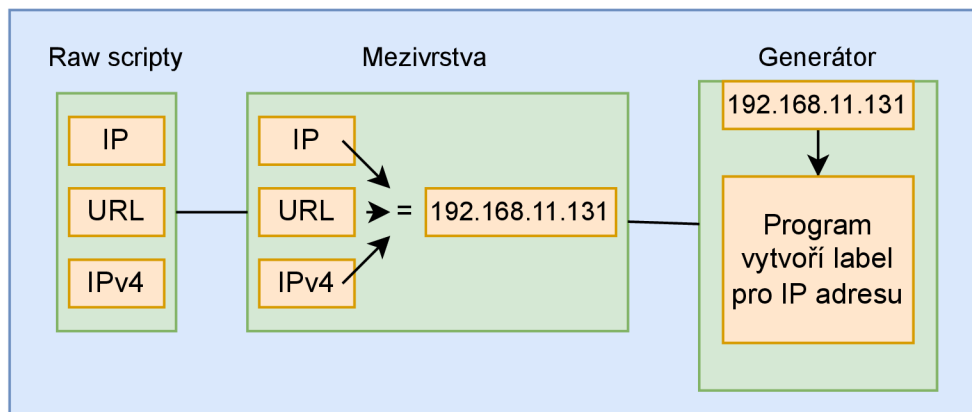 Raw scripty
IP
URL
IPv4
Mezivrstva
IP
URL
IPv4
=
192.168.11.131
Generátor
192.168.11.131
Program
vytvoří label
pro IP adresu